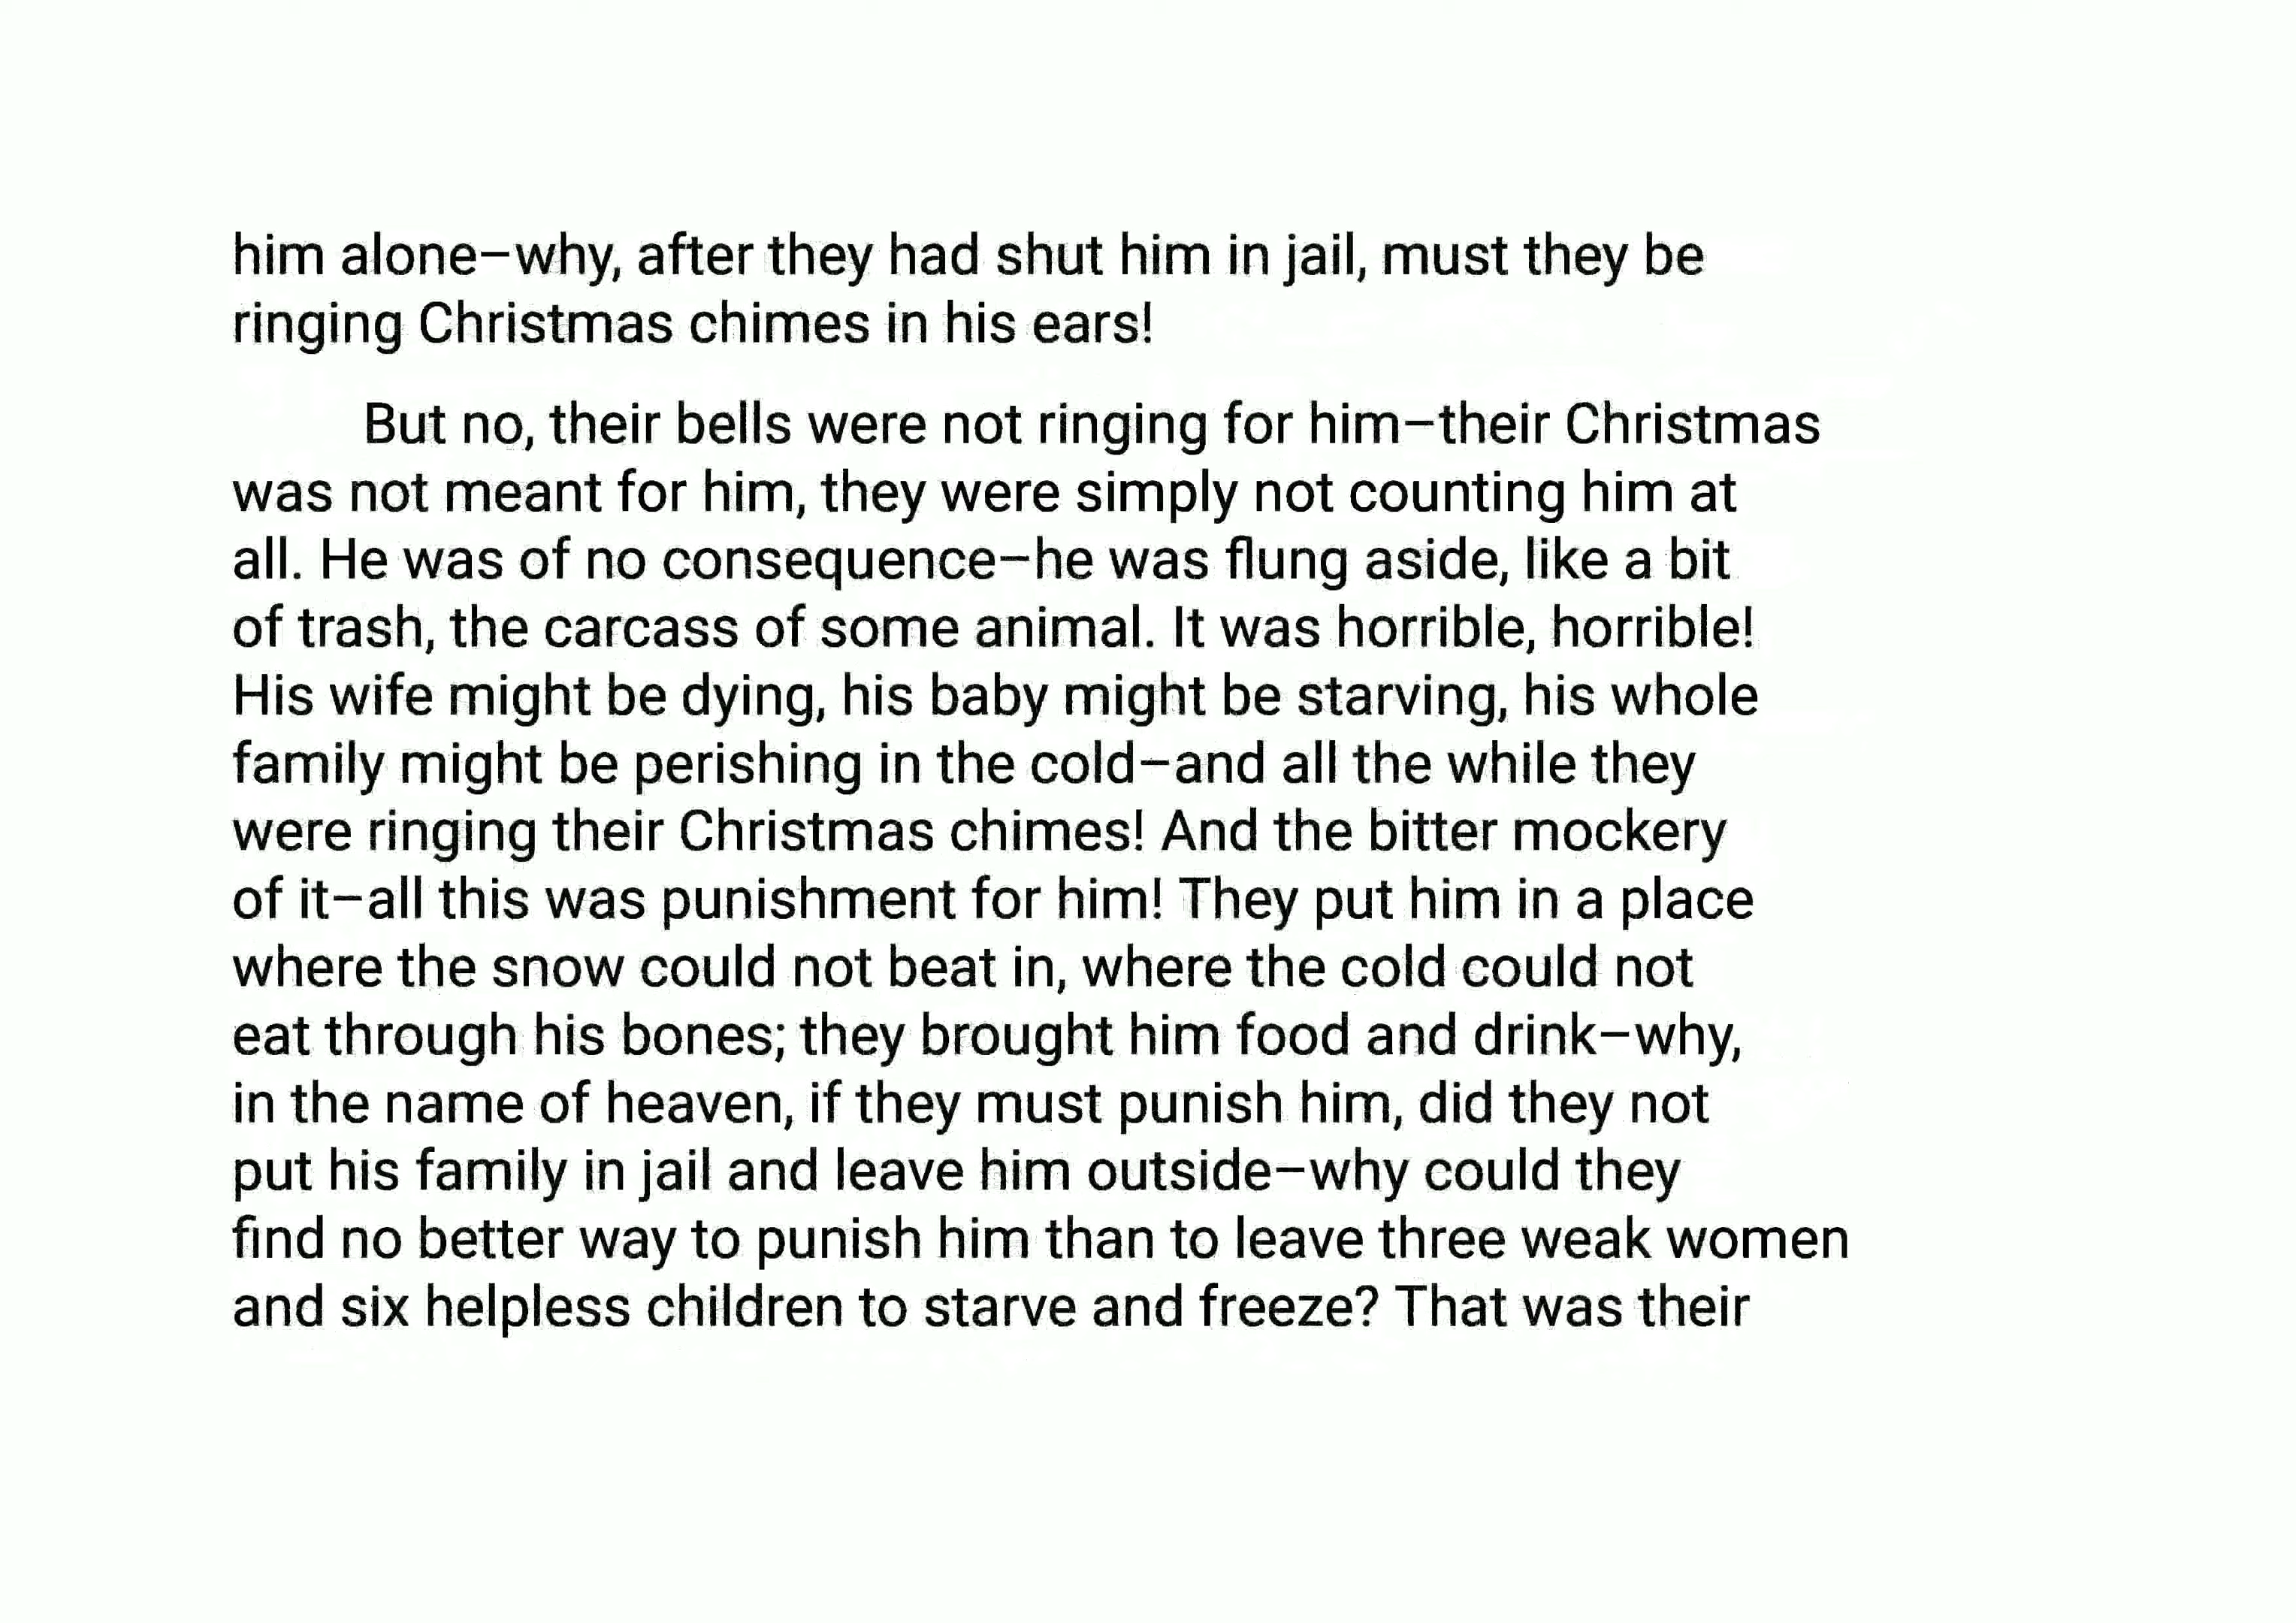 him alone–why, after they had shut him in jail, must they be
ringing Christmas chimes in his ears!
But no, their bells were not ringing for him–their Christmas
was not meant for him, they were simply not counting him at
all. He was of no consequence–he was flung aside, like a bit
of trash, the carcass of some animal. It was horrible, horrible!
His wife might be dying, his baby might be starving, his whole
family might be perishing in the cold–and all the while they
were ringing their Christmas chimes! And the bitter mockery
of it–all this was punishment for him! They put him in a place
where the snow could not beat in, where the cold could not
eat through his bones; they brought him food and drink–why,
in the name of heaven, if they must punish him, did they not
put his family in jail and leave him outside–why could they
find no better way to punish him than to leave three weak women
and six helpless children to starve and freeze? That was their